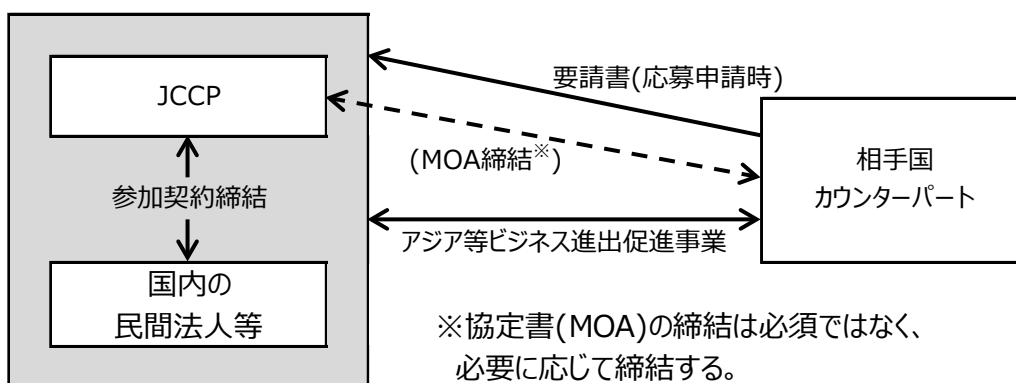 JCCP
参加契約締結
国内の
民間法人等
要請書(応募申請時)
(MOA締結※)
アジア等ビジネス進出促進事業
相手国
カウンターパート
※協定書(MOA)の締結は必須ではなく、
必要に応じて締結する。